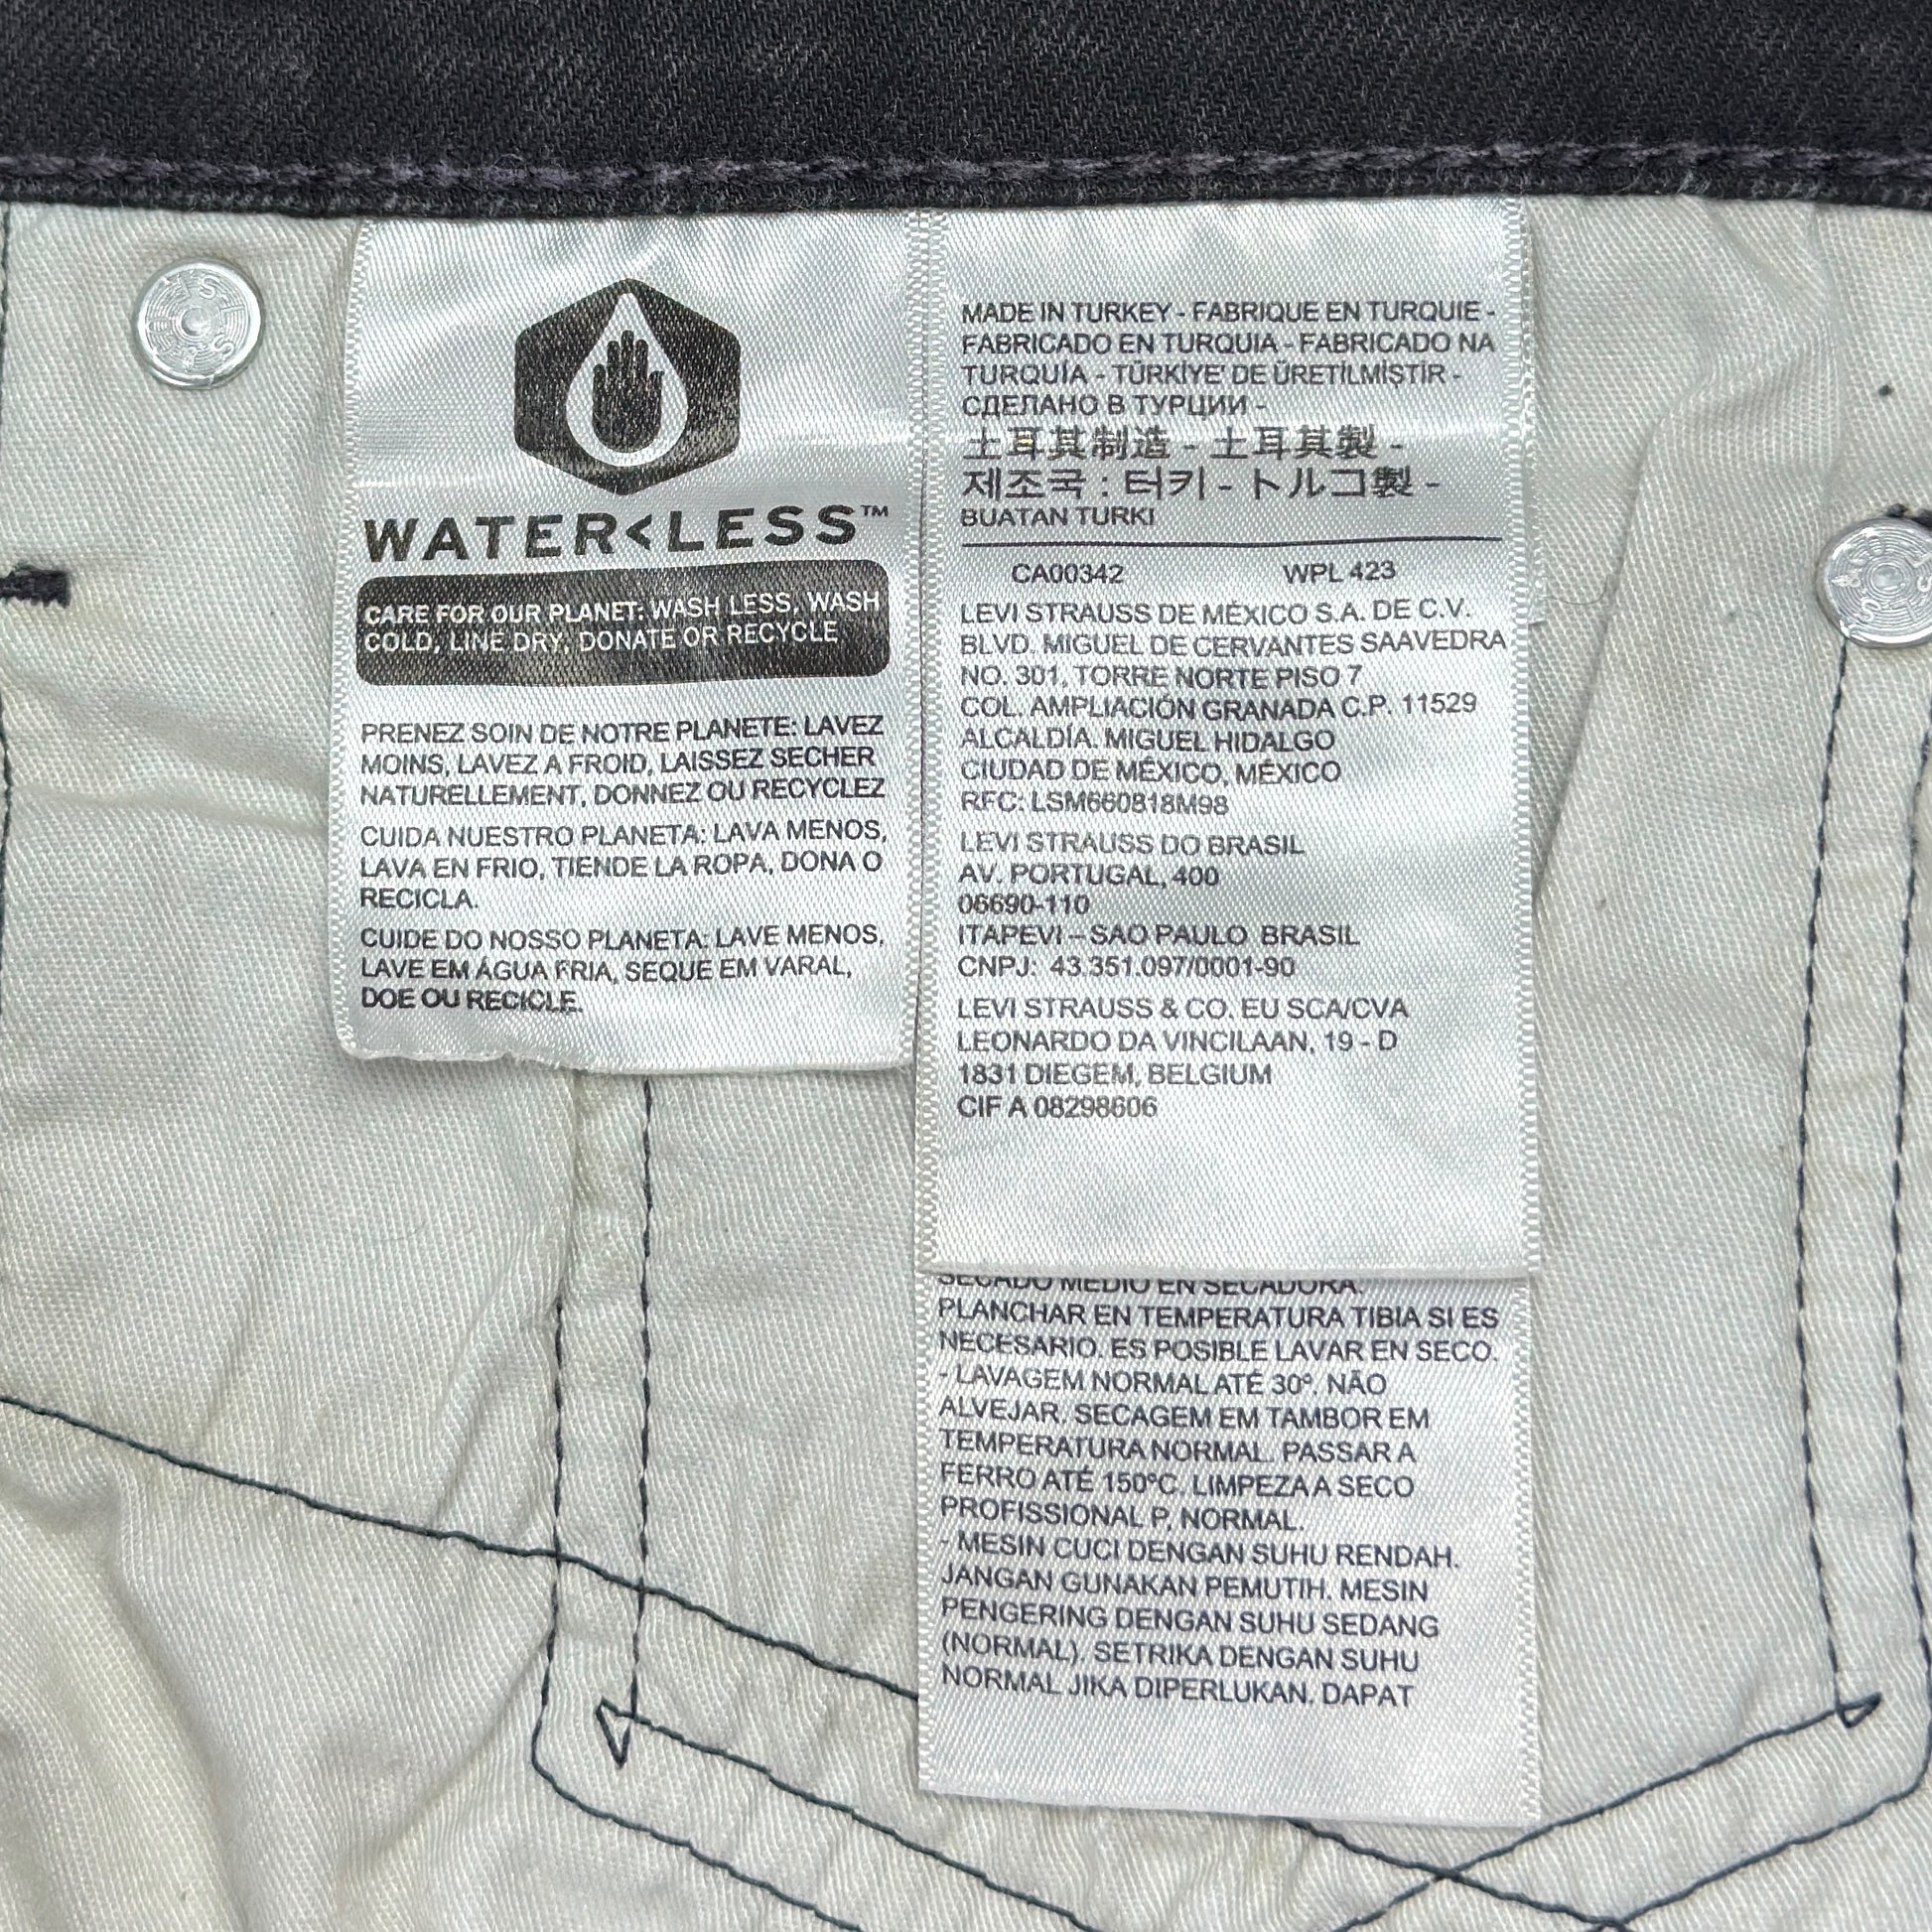 WATER<LESS™
CARE FOR OUR PLANET: WASH LESS, WASH
COLD, LINE DRY, DONATE OR RECYCLE
PRENEZ SOIN DE NOTRE PLANETE: LAVEZ
MOINS, LAVEZ A FROID, LAISSEZ SECHER
NATURELLEMENT, DONNEZ OU RECYCLEZ
CUIDA NUESTRO PLANETA: LAVA MENOS,
LAVA EN FRIO, TIENDE LA ROPA, DONA O
RECICLA.
CUIDE DO NOSSO PLANETA: LAVE MENOS,
LAVE EM ÁGUA FRIA, SEQUE EM VARAL,
DOE OU RECICLE.
MADE IN TURKEY - FABRIQUE EN TURQUIE -
FABRICADO EN TURQUIA - FABRICADO NA
TURQUÍA - TÜRKİYE' DE ÜRETİLMİŞTİR -
СДЕЛАНО В ТУРЦИИ -
土耳其制造 - 土耳其製 -
제조국 : 터키 - トルコ製 -
BUATAN TURKI
CA00342 WPL 423
LEVI STRAUSS DE MÉXICO S.A. DE C.V.
BLVD. MIGUEL DE CERVANTES SAAVEDRA
NO. 301, TORRE NORTE PISO 7
COL. AMPLIACIÓN GRANADA C.P. 11529
ALCALDÍA. MIGUEL HIDALGO
CIUDAD DE MÉXICO, MÉXICO
RFC: LSM660818M98
LEVI STRAUSS DO BRASIL
AV. PORTUGAL, 400
06690-110
ITAPEVI – SAO PAULO BRASIL
CNPJ: 43.351.097/0001-90
LEVI STRAUSS & CO. EU SCA/CVA
LEONARDO DA VINCILAAN, 19 - D
1831 DIEGEM, BELGIUM
CIF A 08298606
SECADO MEDIO EN SECADORA.
PLANCHAR EN TEMPERATURA TIBIA SI ES
NECESARIO. ES POSIBLE LAVAR EN SECO.
- LAVAGEM NORMAL ATÉ 30º. NÃO
ALVEJAR. SECAGEM EM TAMBOR EM
TEMPERATURA NORMAL. PASSAR A
FERRO ATÉ 150ºC. LIMPEZA A SECO
PROFISSIONAL P, NORMAL.
- MESIN CUCI DENGAN SUHU RENDAH.
JANGAN GUNAKAN PEMUTIH. MESIN
PENGERING DENGAN SUHU SEDANG
(NORMAL). SETRIKA DENGAN SUHU
NORMAL JIKA DIPERLUKAN. DAPAT